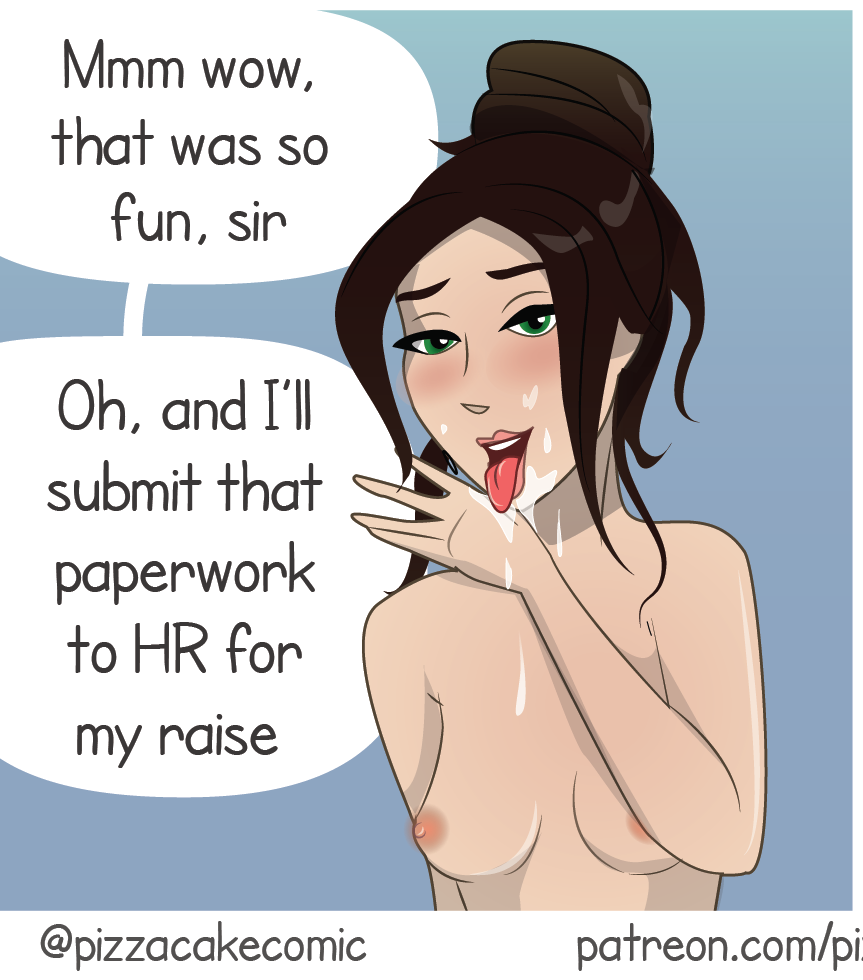 Mmm wow,
that was so
fun, sir
Oh, and I'll
submit that
paperwork
to HR for
my raise
@pizzacakecomic
patreon.com/piz